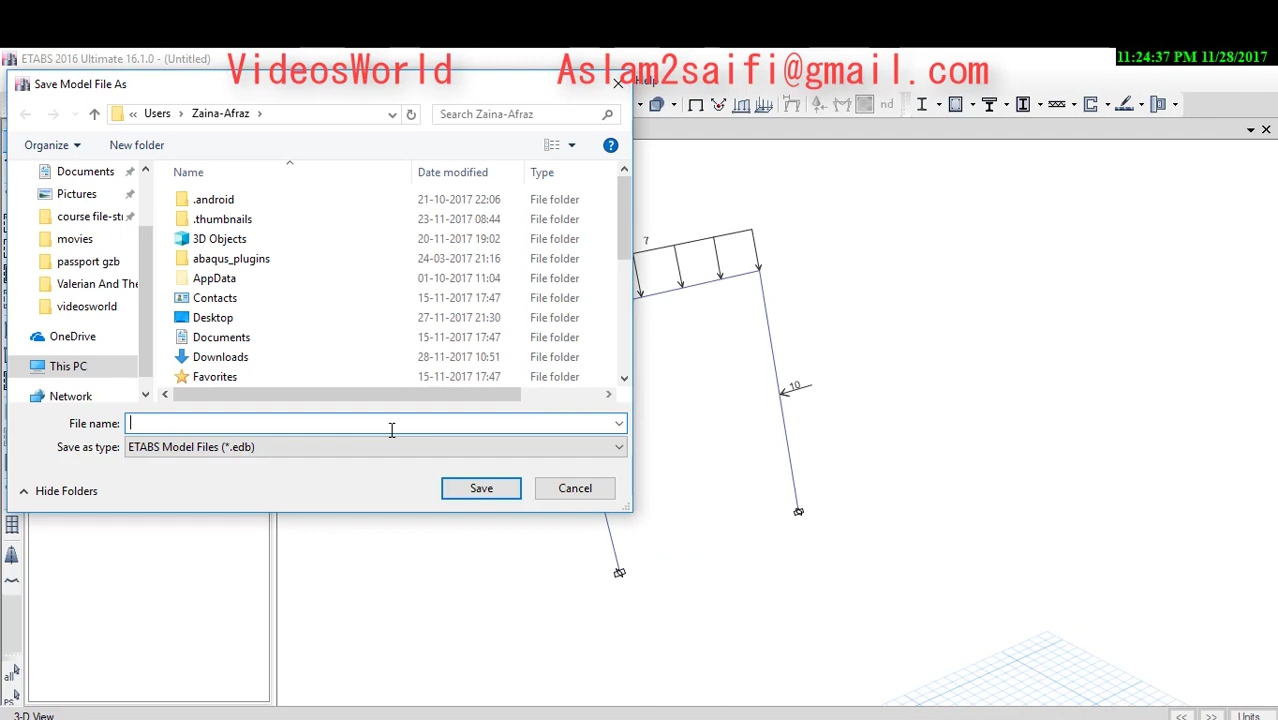 ETABS 2016 Ultimate 16.1.0 - (Untitled)
VideosWorld Aslam2saifi@gmail.com
11:24:37 PM 11/28/2017
Save Model File As
Help
nd
« Users > Zaina-Afraz >
Search Zaina-Afraz
Organize New folder
Name Date modified Type
Documents
Pictures
course file-str
movies
passport gzb
Valerian And The
videosworld
OneDrive
This PC
Network
.android 21-10-2017 22:06 File folder
.thumbnails 23-11-2017 08:44 File folder
3D Objects 20-11-2017 19:02 File folder
abaqus_plugins 24-03-2017 21:16 File folder
AppData 01-10-2017 11:04 File folder
Contacts 15-11-2017 17:47 File folder
Desktop 27-11-2017 21:30 File folder
Documents 15-11-2017 17:47 File folder
Downloads 28-11-2017 10:51 File folder
Favorites 15-11-2017 17:47 File folder
File name:
Save as type: ETABS Model Files (*.edb)
Hide Folders Save Cancel
7
10
all
ps
3-D View << >> Units